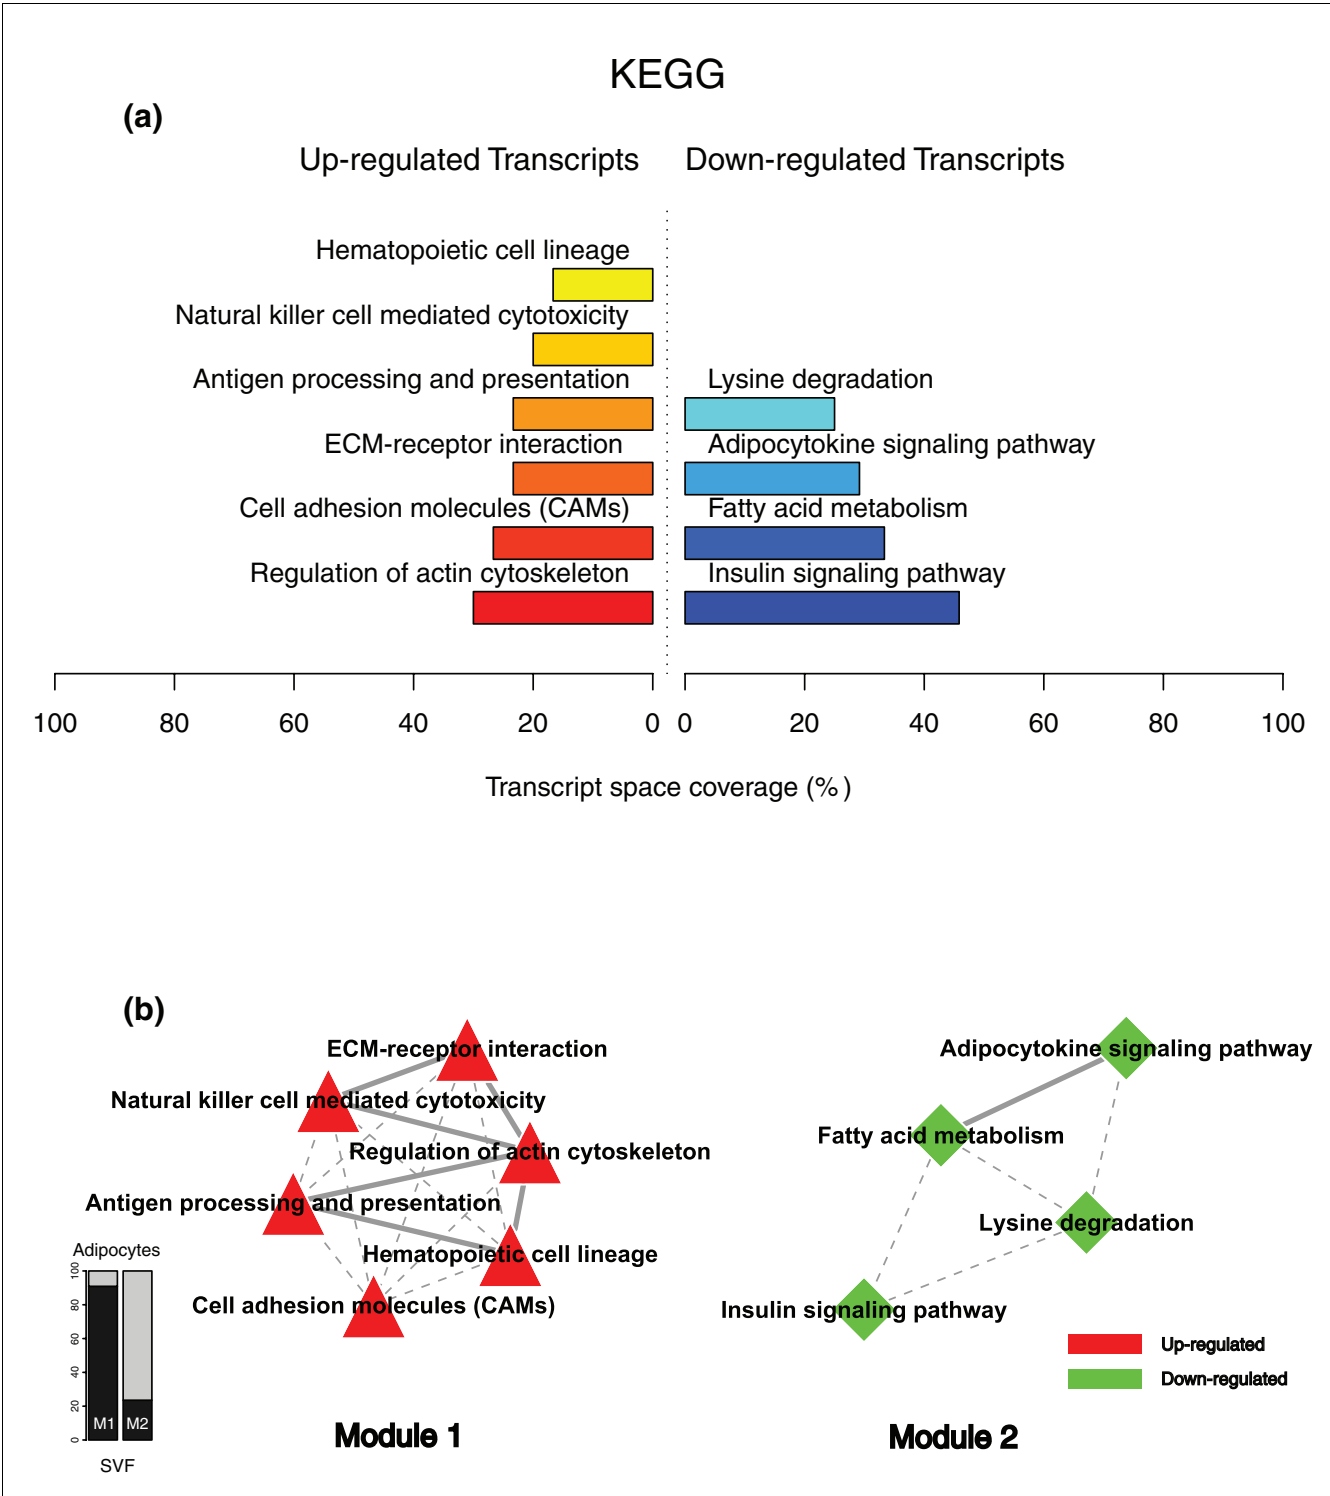 KEGG
(a)
Up-regulated Transcripts
Down-regulated Transcripts
Hematopoietic cell lineage
Natural killer cell mediated cytotoxicity
Antigen processing and presentation
Lysine degradation
ECM-receptor interaction
Adipocytokine signaling pathway
Cell adhesion molecules (CAMs)
Fatty acid metabolism
Regulation of actin cytoskeleton
Insulin signaling pathway
100 80 60 40 20 0 0 20 40 60 80 100
Transcript space coverage (%)
(b)
ECM-receptor interaction
Natural killer cell mediated cytotoxicity
Regulation of actin cytoskeleton
Antigen processing and presentation
Hematopoietic cell lineage
Cell adhesion molecules (CAMs)
Adipocytes
100
80
60
40
20
0
M1 M2
SVF
Module 1
Adipocytokine signaling pathway
Fatty acid metabolism
Lysine degradation
Insulin signaling pathway
Up-regulated
Down-regulated
Module 2